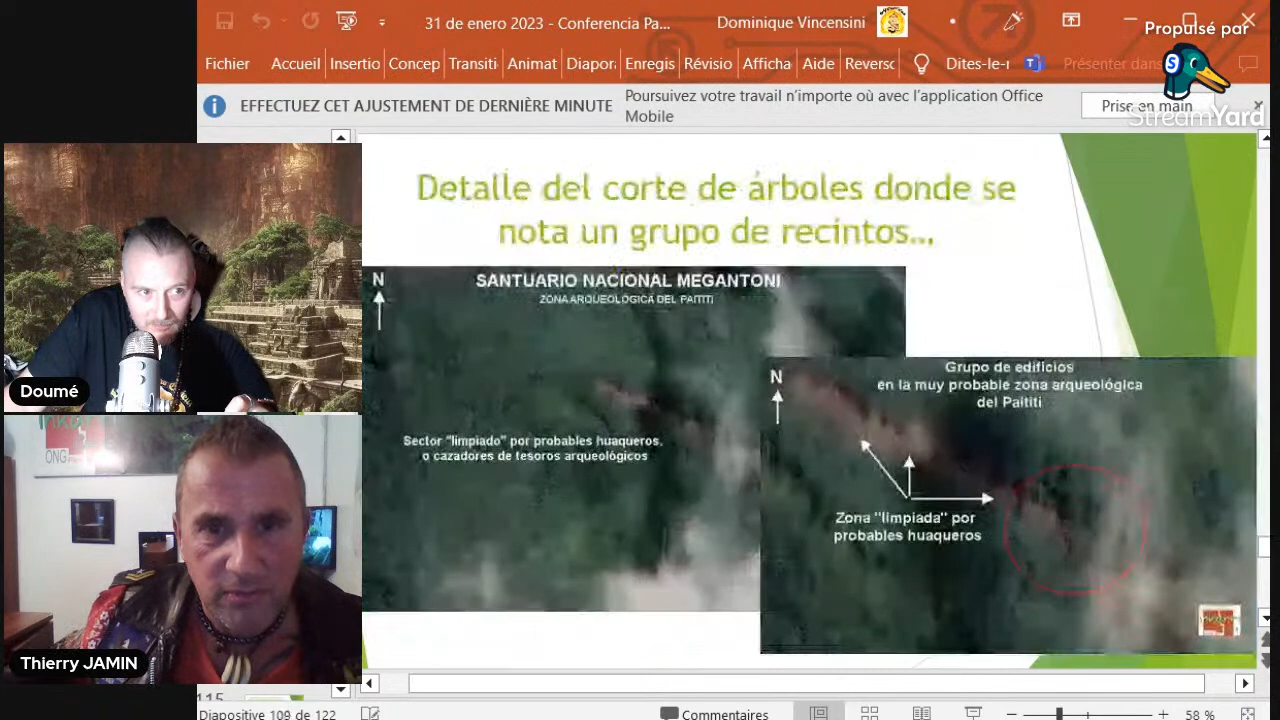 31 de enero 2023 - Conferencia Pa...
Dominique Vincensini
Propulsé par
StreamYard
Fichier
Accueil
Insertio
Concep
Transiti
Animat
Diapora
Enregis
Révisio
Afficha
Aide
Reverso
Dites-le-r
Présenter dans
EFFECTUEZ CET AJUSTEMENT DE DERNIÈRE MINUTE
Poursuivez votre travail n'importe où avec l'application Office
Mobile
Prise en main
Detalle del corte de árboles donde se
nota un grupo de recintos..,
N
SANTUARIO NACIONAL MEGANTONI
ZONA ARQUEOLOGICA DEL PAITITI
Sector "limpiado" por probables huaqueros,
o cazadores de tesoros arqueológicos
N
Grupo de edificios
en la muy probable zona arqueológica
del Paititi
Zona "limpiada" por
probables huaqueros
Doumé
ONG
Thierry JAMIN
115
Diapositive 109 de 122
Commentaires
58 %